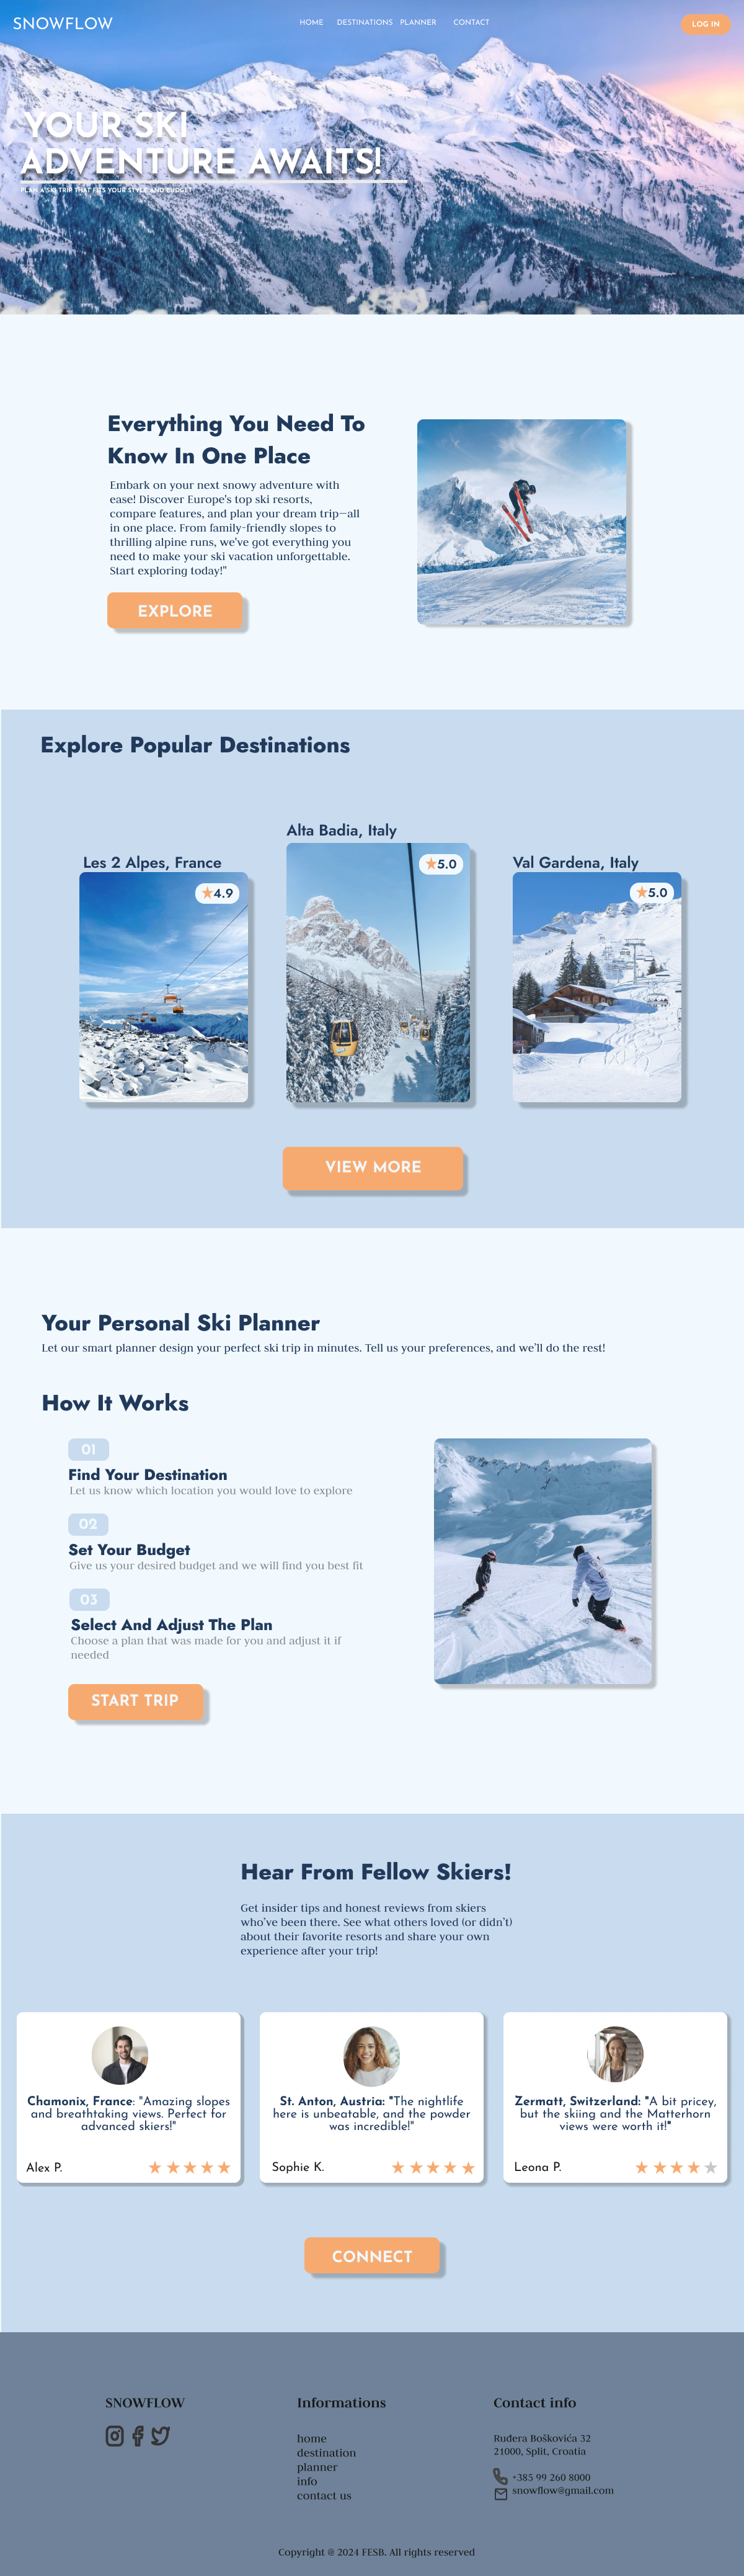 SNOWFLOW
HOME DESTINATIONS PLANNER CONTACT
LOG IN
YOUR SKI
ADVENTURE AWAITS!
PLAN A SKI TRIP THAT FITS YOUR STYLE AND BUDGET
Everything You Need To
Know In One Place
Embark on your next snowy adventure with
ease! Discover Europe's top ski resorts,
compare features, and plan your dream trip—all
in one place. From family-friendly slopes to
thrilling alpine runs, we've got everything you
need to make your ski vacation unforgettable.
Start exploring today!"
EXPLORE
Explore Popular Destinations
Les 2 Alpes, France
4.9
Alta Badia, Italy
5.0
Val Gardena, Italy
5.0
VIEW MORE
Your Personal Ski Planner
Let our smart planner design your perfect ski trip in minutes. Tell us your preferences, and we'll do the rest!
How It Works
01
Find Your Destination
Let us know which location you would love to explore
02
Set Your Budget
Give us your desired budget and we will find you best fit
03
Select And Adjust The Plan
Choose a plan that was made for you and adjust it if
needed
START TRIP
Hear From Fellow Skiers!
Get insider tips and honest reviews from skiers
who've been there. See what others loved (or didn't)
about their favorite resorts and share your own
experience after your trip!
Chamonix, France: "Amazing slopes
and breathtaking views. Perfect for
advanced skiers!"
Alex P.
St. Anton, Austria: "The nightlife
here is unbeatable, and the powder
was incredible!"
Sophie K.
Zermatt, Switzerland: "A bit pricey,
but the skiing and the Matterhorn
views were worth it!"
Leona P.
CONNECT
SNOWFLOW
Informations
home
destination
planner
info
contact us
Contact info
Ruđera Boškovića 32
21000, Split, Croatia
+385 99 260 8000
snowflow@gmail.com
Copyright @ 2024 FESB. All rights reserved